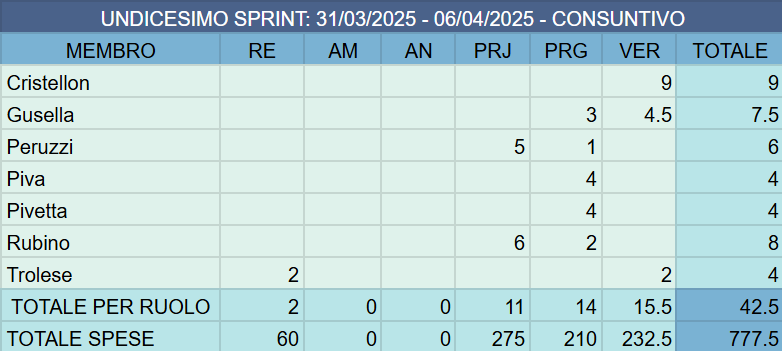 UNDICESIMO SPRINT: 31/03/2025 - 06/04/2025 - CONSUNTIVO
MEMBRO RE AM AN PRJ PRG VER TOTALE
Cristellon 9 9
Gusella 3 4.5 7.5
Peruzzi 5 1 6
Piva 4 4
Pivetta 4 4
Rubino 6 2 8
Trolese 2 2 4
TOTALE PER RUOLO 2 0 0 11 14 15.5 42.5
TOTALE SPESE 60 0 0 275 210 232.5 777.5